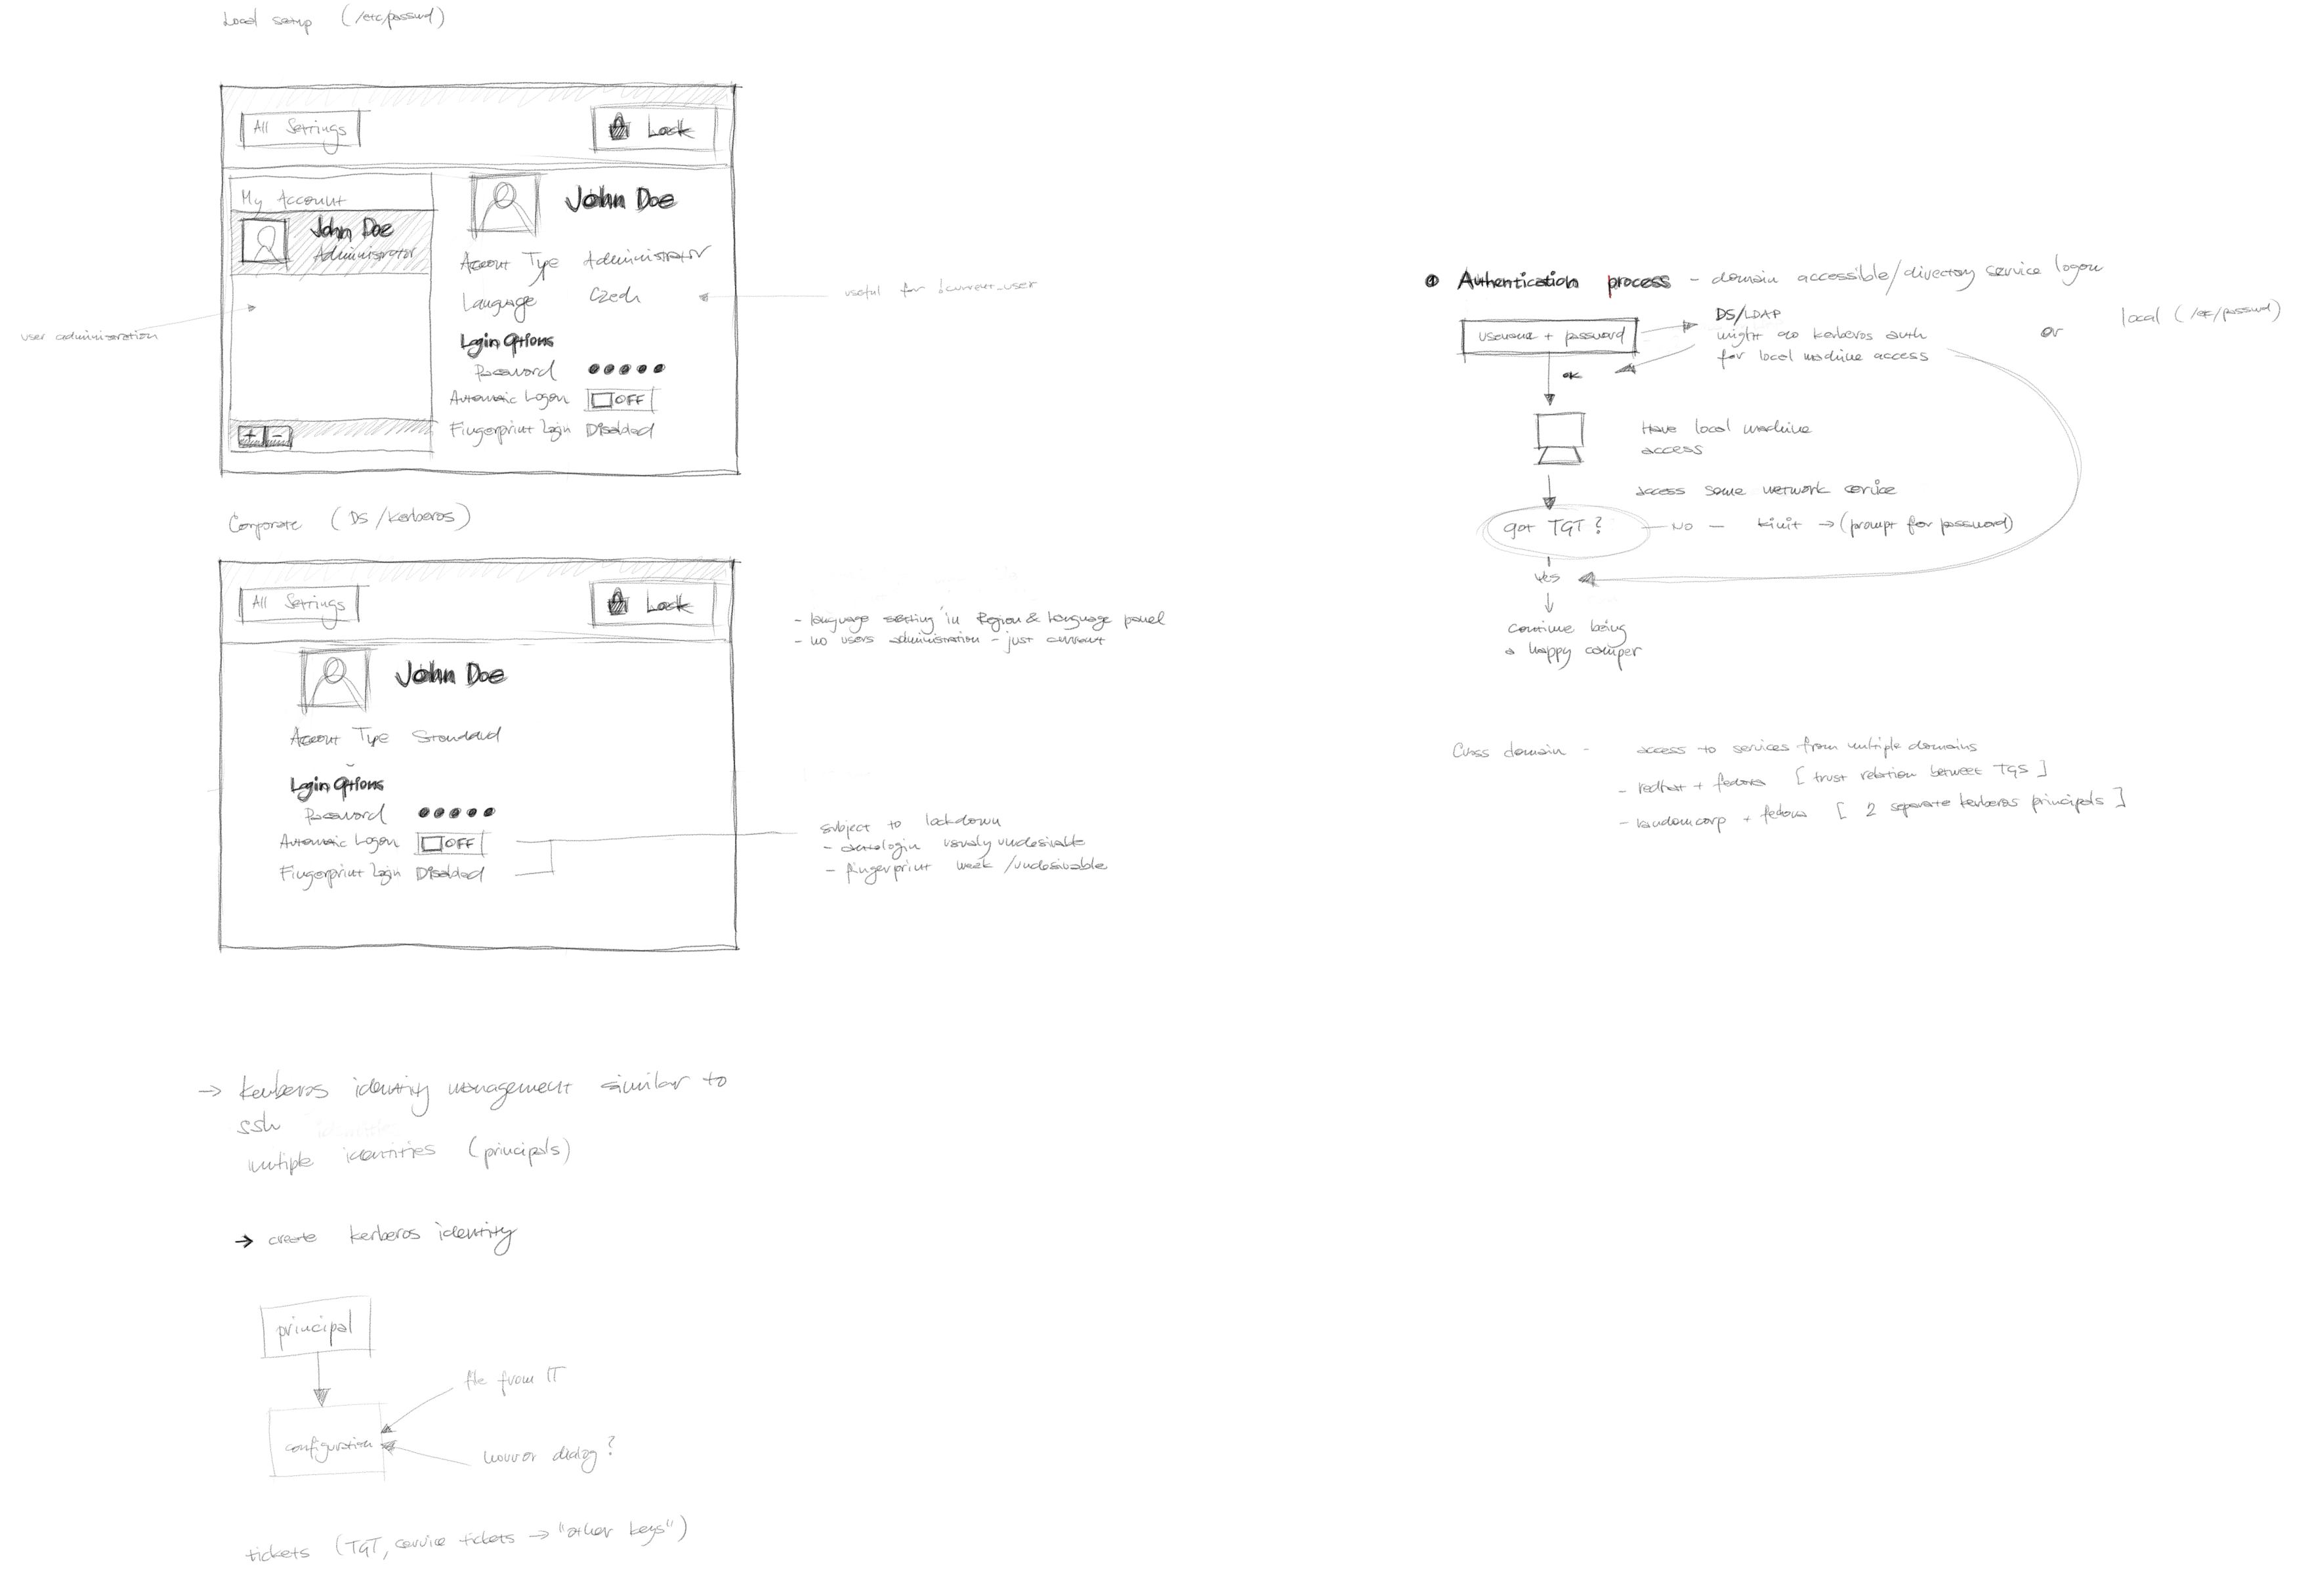 Local setup (/etc/passwd)
All Settings
Lock
My Account
John Doe
Administrator
John Doe
Account Type Administrator
Language Czech
Login Options
Password
Automatic Logon OFF
Fingerprint Login Disabled
+ -
user administration
useful for !current_user
Corporate (DS/Kerberos)
All Settings
Lock
John Doe
Account Type Standard
Login Options
Password
Automatic Logon OFF
Fingerprint Login Disabled
- language setting in Region & Language panel
- no users administration - just current
subject to lockdown
- autologin usualy undesirable
- fingerprint weak/undesirable
→ kerberos identity management similar to
ssh
multiple identities (principals)
→ create kerberos identity
principal
configuration
file from IT
horror dialog?
tickets (TGT, service tickets → "other keys")
Authentication process - domain accessible/directory service logon
username + password
DS/LDAP
might do kerberos auth
for local machine access
or
local (/etc/passwd)
OK
Have local machine
access
access some network service
got TGT?
- NO - kinit → (prompt for password)
Yes
continue being
a happy camper
Cross domain - access to services from multiple domains
- redhat + fedora [trust relation between TGS]
- randomcorp + fedora [2 separate kerberos principals]